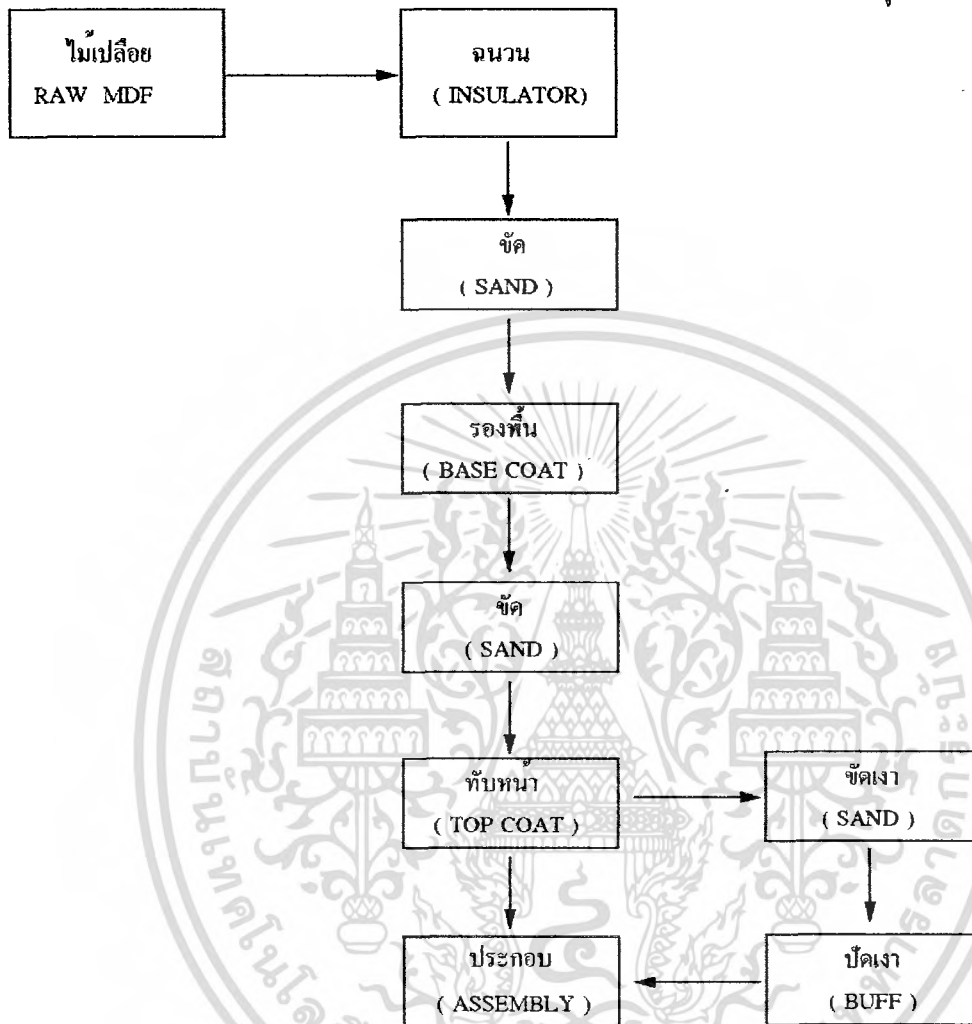 ไม้เปลือย
RAW MDF
ฉนวน
( INSULATOR)
ขัด
( SAND )
รองพื้น
( BASE COAT )
ขัด
( SAND )
ทับหน้า
( TOP COAT )
ขัดเงา
( SAND )
ประกอบ
( ASSEMBLY )
ปัดเงา
( BUFF )